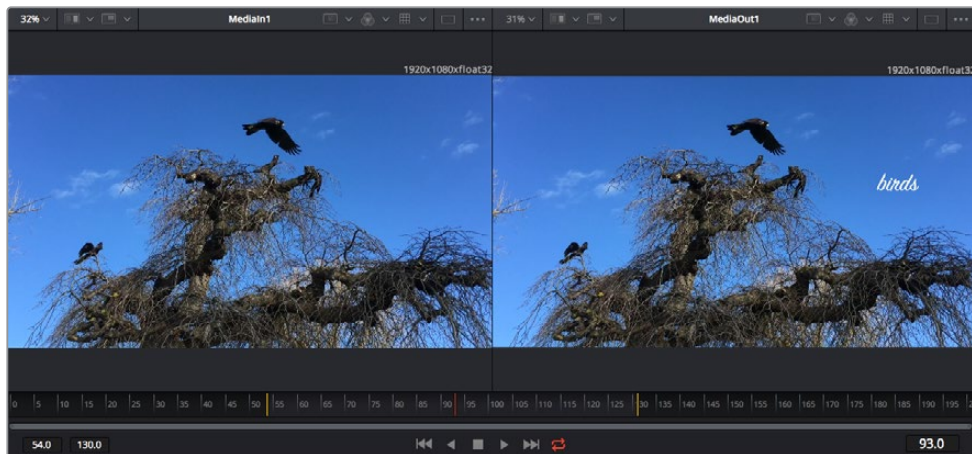 32% MediaIn1 31% MediaOut1
1920x1080xfloat32 1920x1080xfloat32
birds
0 5 10 15 20 25 30 35 40 45 50 55 60 65 70 75 80 85 90 95 100 105 110 115 120 125 130 135 140 145 150 155 160 165 170 175 180 185 190 195
54.0 130.0 93.0